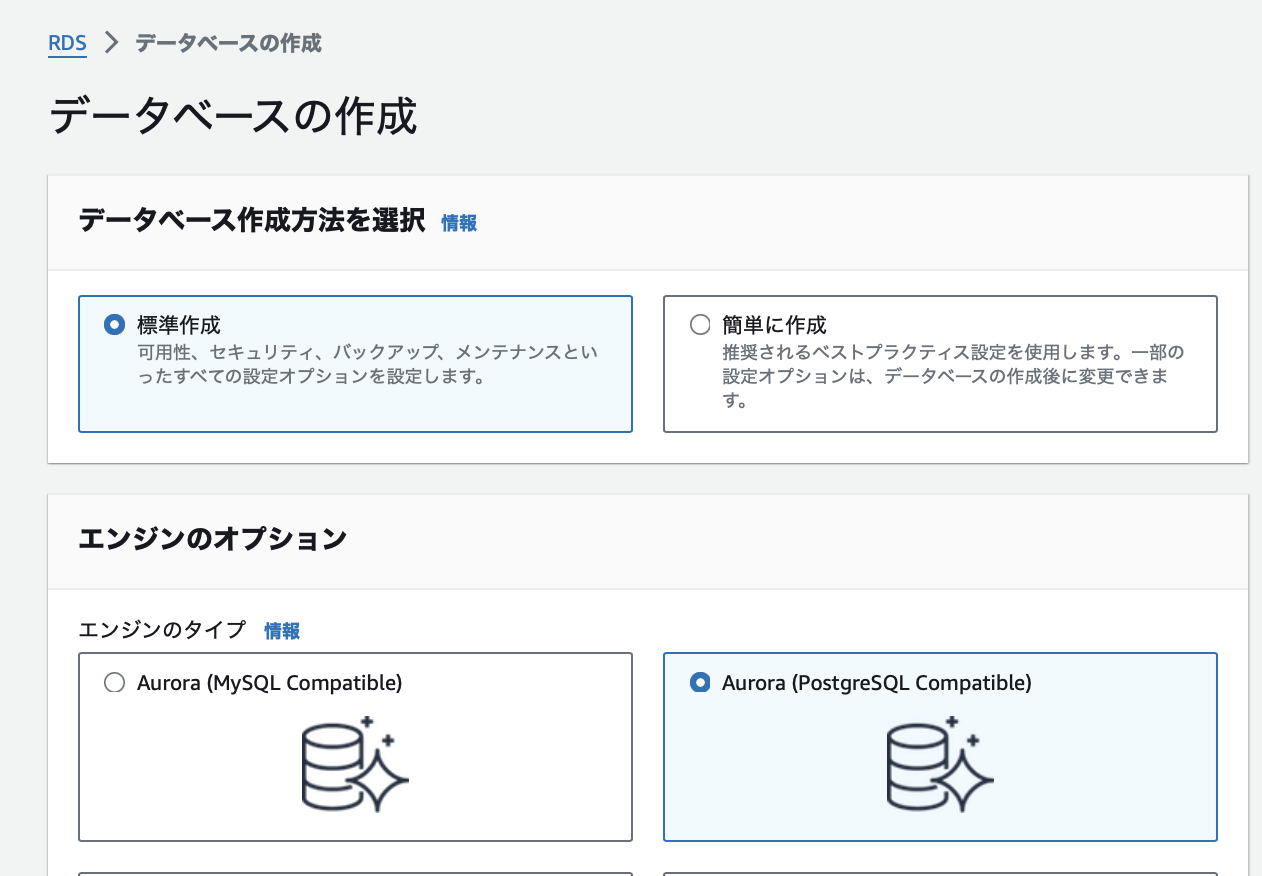 RDS > データベースの作成
データベースの作成
データベース作成方法を選択 情報
標準作成
可用性、セキュリティ、バックアップ、メンテナンスとい
ったすべての設定オプションを設定します。
簡単に作成
推奨されるベストプラクティス設定を使用します。一部の
設定オプションは、データベースの作成後に変更できま
す。
エンジンのオプション
エンジンのタイプ 情報
Aurora (MySQL Compatible)
Aurora (PostgreSQL Compatible)